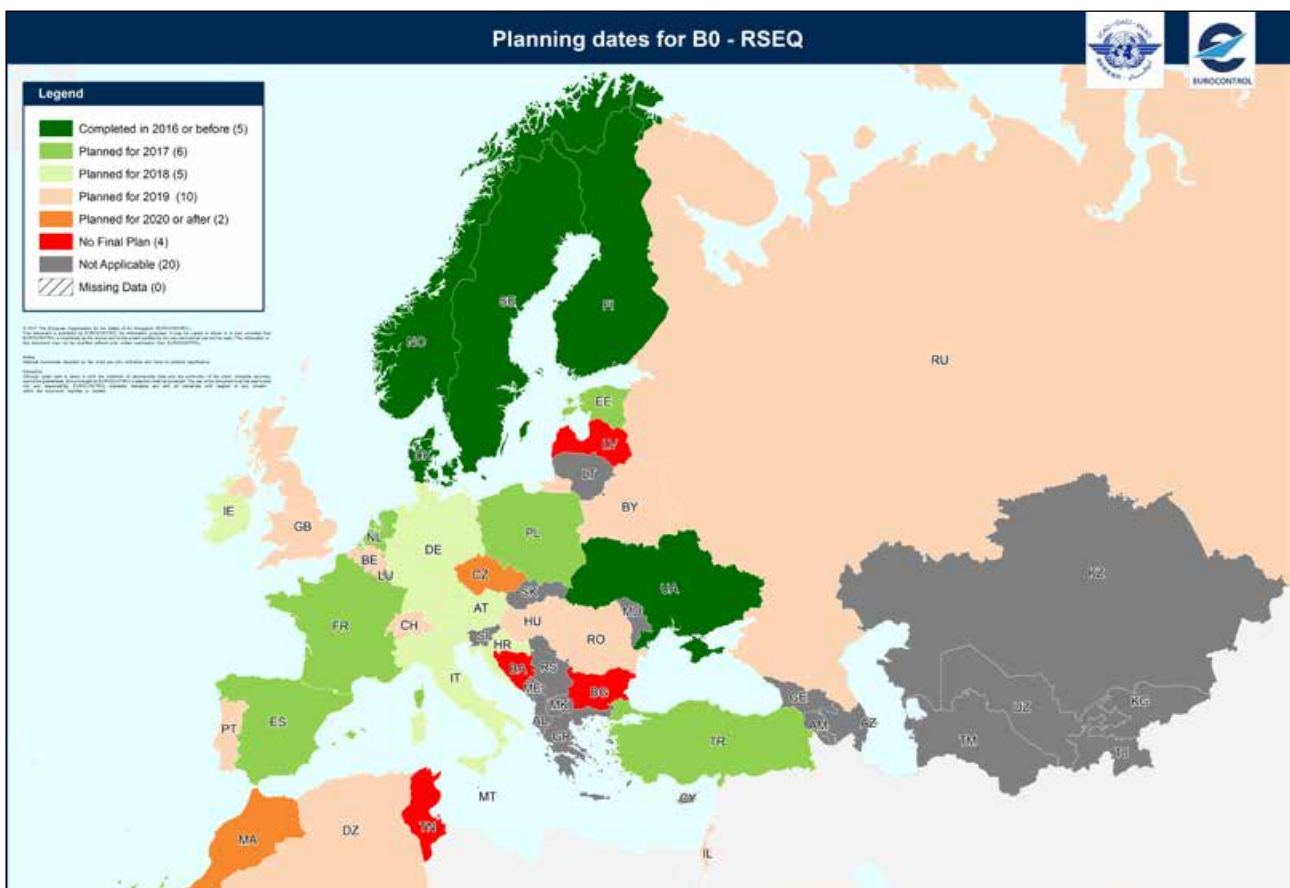 Planning dates for B0 - RSEQ
EUROCONTROL
Legend
Completed in 2016 or before (5)
Planned for 2017 (6)
Planned for 2018 (5)
Planned for 2019 (10)
Planned for 2020 or after (2)
No Final Plan (4)
Not Applicable (20)
Missing Data (0)
NO
SE
FI
RU
EE
DK
LV
LT
IE
GB
BY
NL
PL
DE
BE
LU
CZ
UA
KZ
SK
MD
AT
FR
CH
HU
RO
SI
HR
IT
BA
RS
ME
BG
MK
GE
UZ
KG
PT
ES
AL
GR
TR
AM
AZ
TM
TJ
MT
CY
MA
DZ
TN
IL